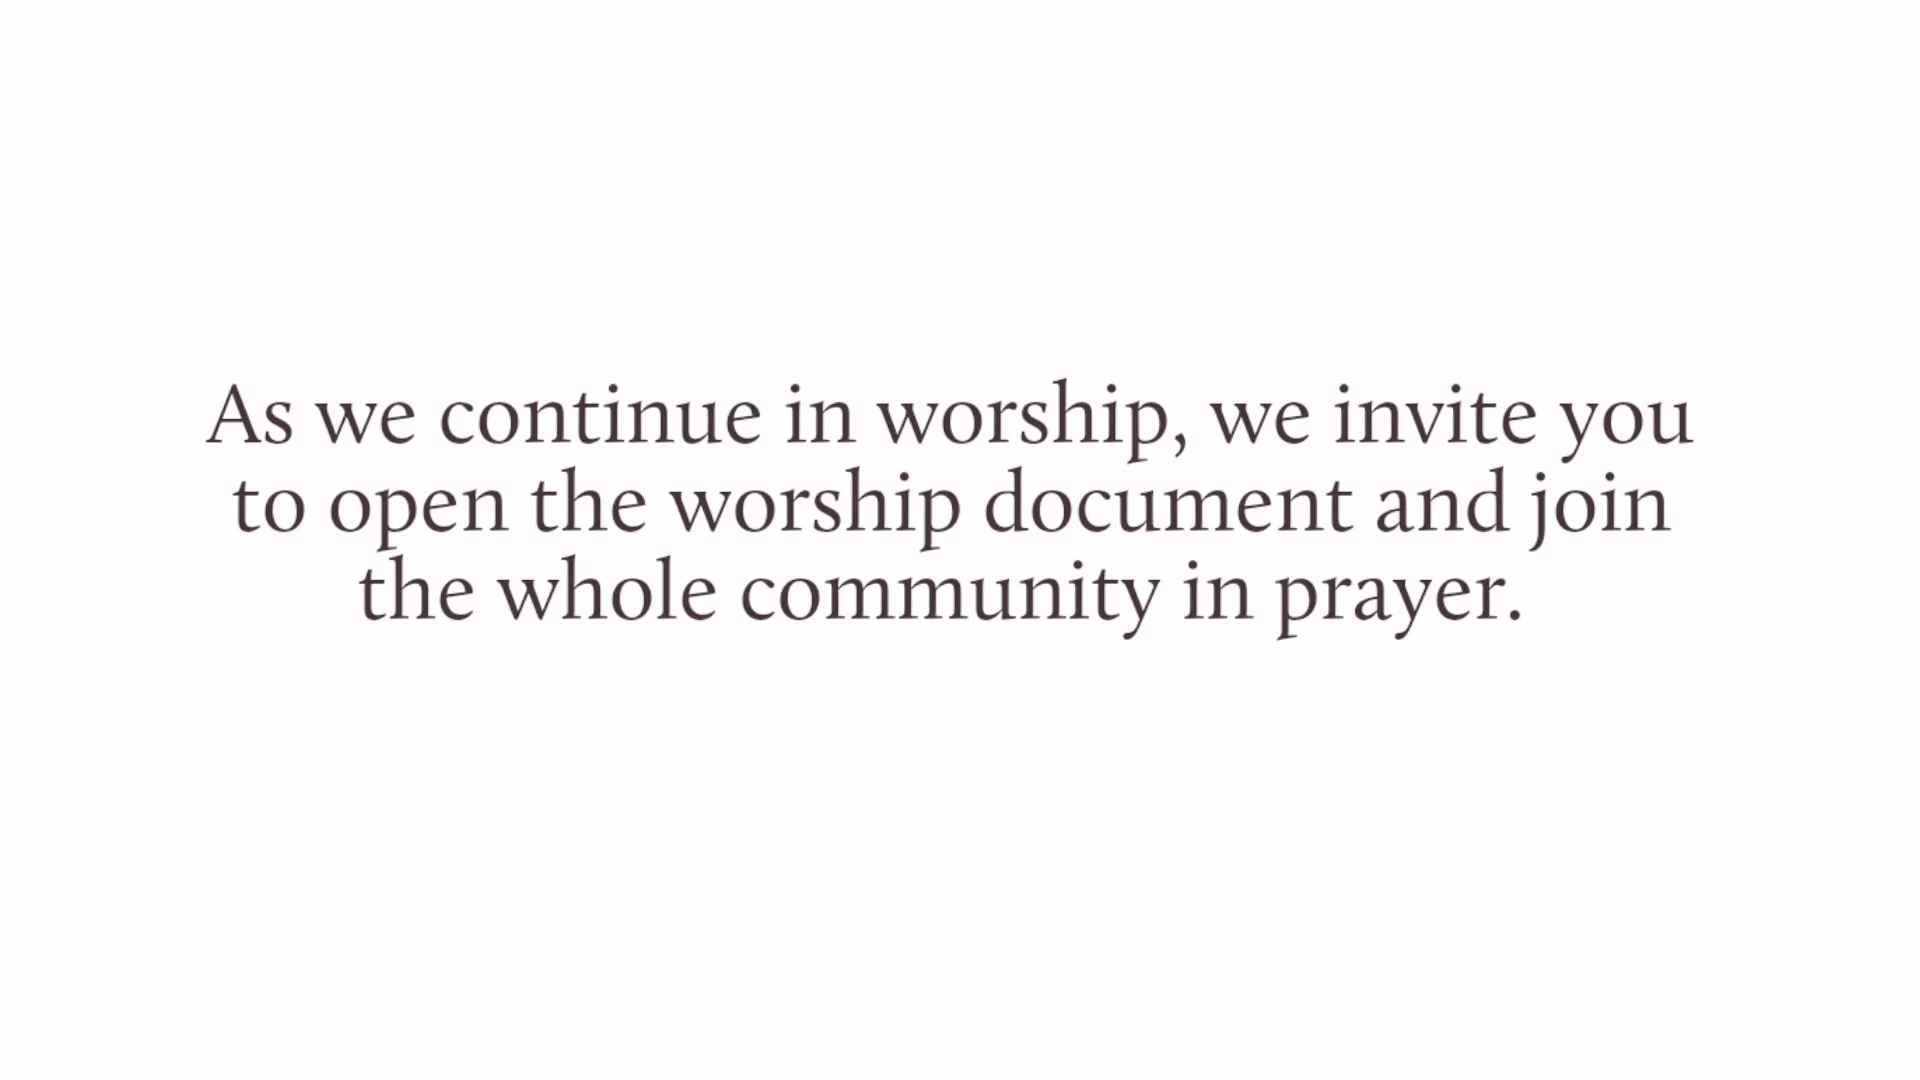 As we continue in worship, we invite you
to open the worship document and join
the whole community in prayer.